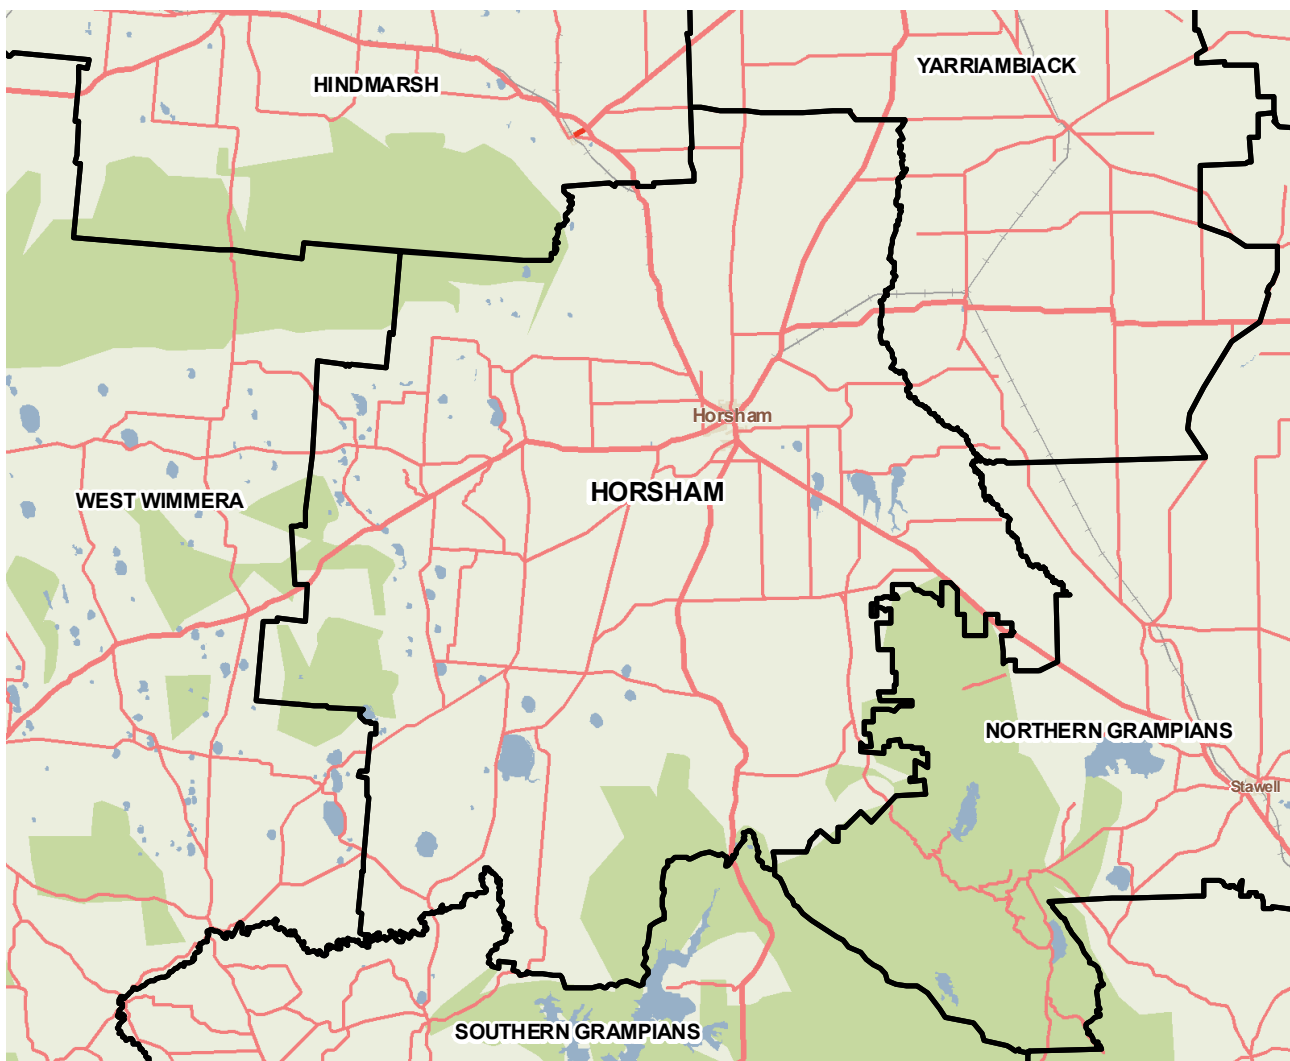 YARRIAMBIACK
HINDMARSH
Horsham
HORSHAM
WEST WIMMERA
NORTHERN GRAMPIANS
Stawell
SOUTHERN GRAMPIANS